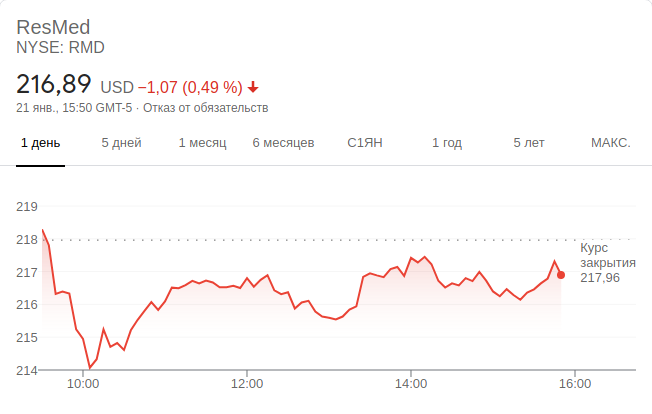 ResMed
NYSE: RMD
216,89 USD −1,07 (0,49 %)
21 янв., 15:50 GMT-5 · Отказ от обязательств
1 день 5 дней 1 месяц 6 месяцев С1ЯН 1 год 5 лет МАКС.
219
218
217
216
215
214
Курс
закрытия
217,96
10:00 12:00 14:00 16:00